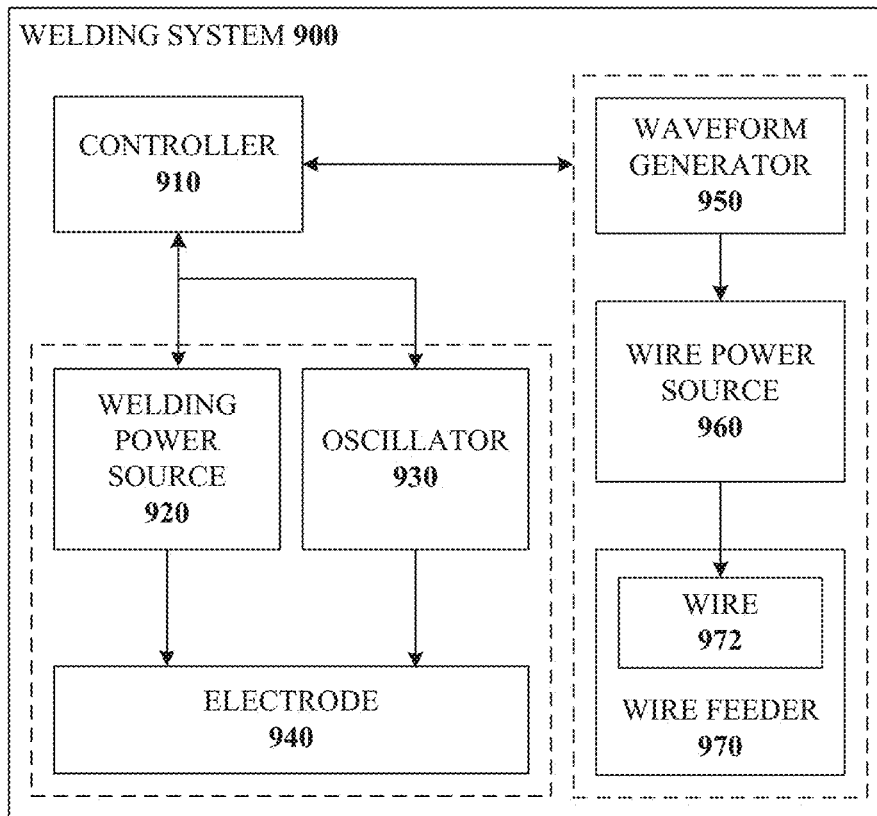 WELDING SYSTEM 900
CONTROLLER
910
WAVEFORM
GENERATOR
950
WIRE POWER
SOURCE
960
WELDING
POWER
SOURCE
920
OSCILLATOR
930
WIRE
972
WIRE FEEDER
970
ELECTRODE
940